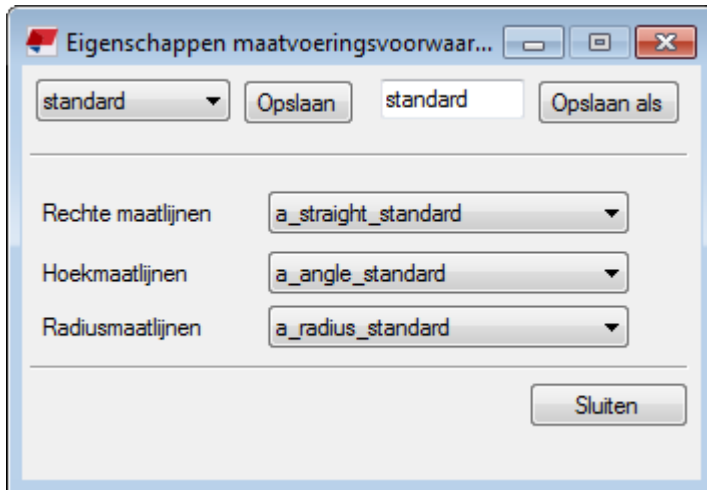 Eigenschappen maatvoeringsvoorwaar...
standard Opslaan standard Opslaan als
Rechte maatlijnen a_straight_standard
Hoekmaatlijnen a_angle_standard
Radiusmaatlijnen a_radius_standard
Sluiten